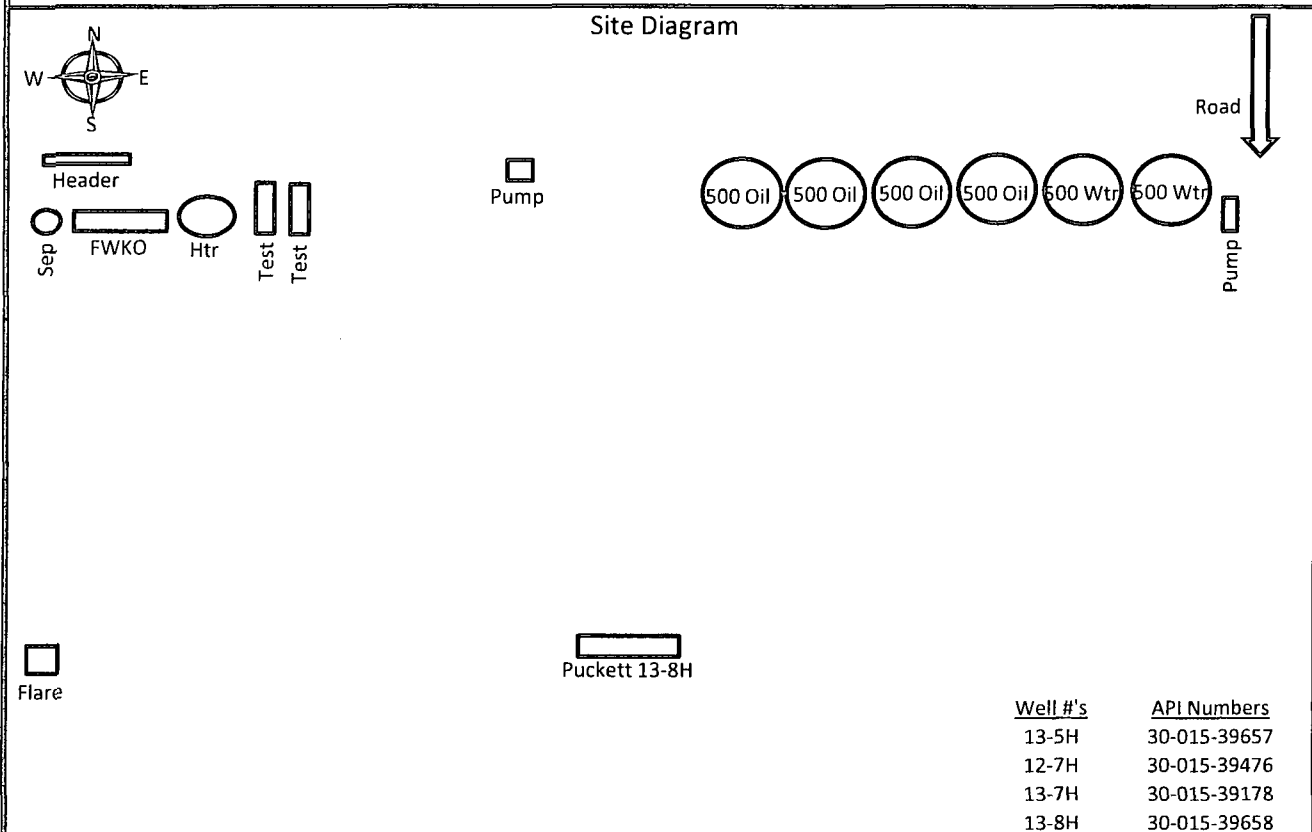 Site Diagram
N
W E
S
Road
Header
Pump
500 Oil 500 Oil 500 Oil 500 Oil 500 Wtr 500 Wtr
Sep
FWKO
Htr
Test
Test
Pump
Puckett 13-8H
Flare
Well #'s API Numbers
13-5H 30-015-39657
12-7H 30-015-39476
13-7H 30-015-39178
13-8H 30-015-39658